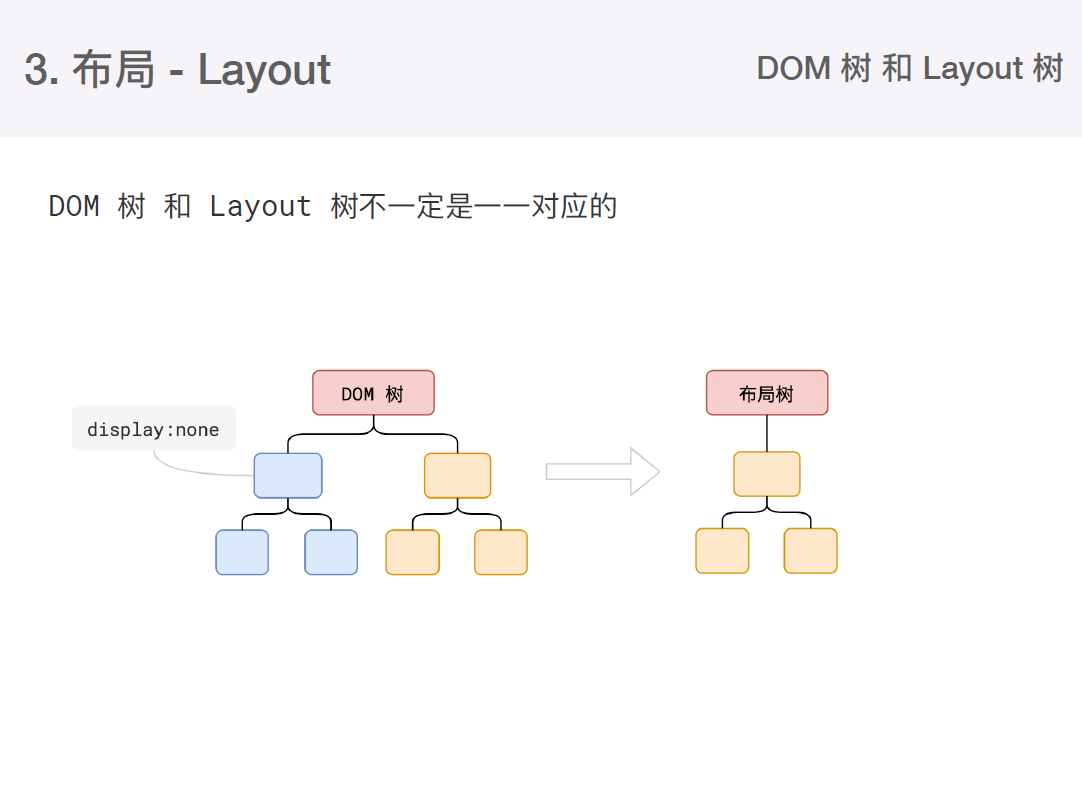 3. 布局 - Layout
DOM 树 和 Layout 树
DOM 树 和 Layout 树不一定是一一对应的
DOM 树
布局树
display:none